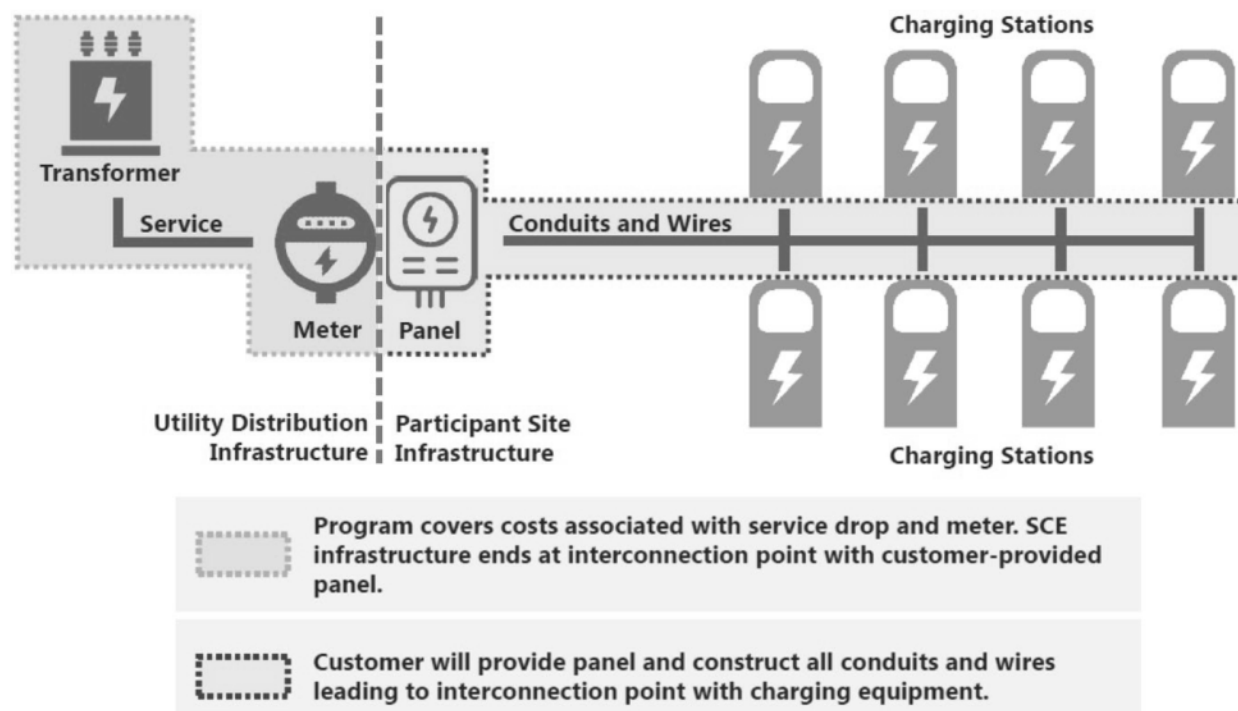 Charging Stations
Transformer
Service
Conduits and Wires
Meter
Panel
Utility Distribution
Infrastructure
Participant Site
Infrastructure
Charging Stations
Program covers costs associated with service drop and meter. SCE
infrastructure ends at interconnection point with customer-provided
panel.
Customer will provide panel and construct all conduits and wires
leading to interconnection point with charging equipment.